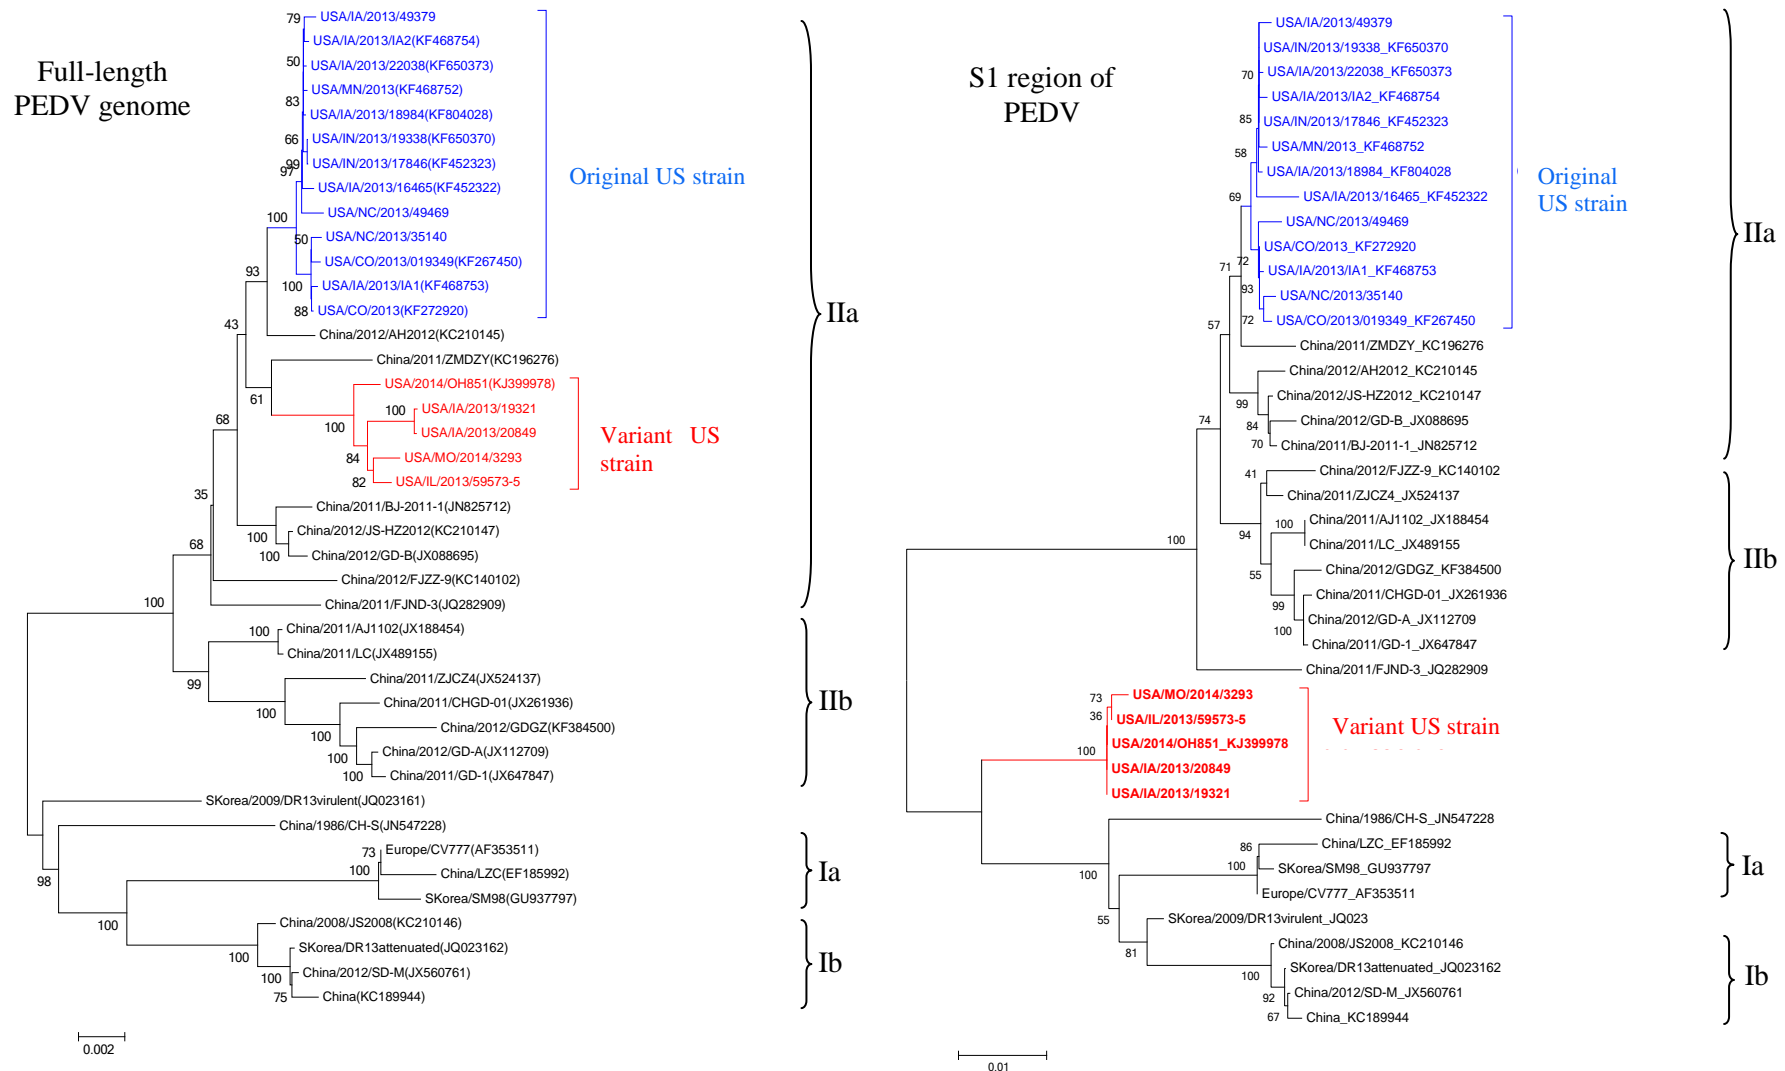 Full-length
PEDV genome
79
USA/IA/2013/49379
USA/IA/2013/IA2(KF468754)
50
USA/IA/2013/22038(KF650373)
USA/MN/2013(KF468752)
83
USA/IA/2013/18984(KF804028)
66
USA/IN/2013/19338(KF650370)
99
USA/IN/2013/17846(KF452323)
97
USA/IA/2013/16465(KF452322)
USA/NC/2013/49469
100
50
USA/NC/2013/35140
USA/CO/2013/019349(KF267450)
93
100
USA/IA/2013/IA1(KF468753)
88
USA/CO/2013(KF272920)
Original US strain
43
China/2012/AH2012(KC210145)
China/2011/ZMDZY(KC196276)
USA/2014/OH851(KJ399978)
61
100
USA/IA/2013/19321
100
USA/IA/2013/20849
68
84
USA/MO/2014/3293
82
USA/IL/2013/59573-5
Variant US
strain
35
China/2011/BJ-2011-1(JN825712)
100
China/2012/JS-HZ2012(KC210147)
100
China/2012/GD-B(JX088695)
68
China/2012/FJZZ-9(KC140102)
China/2011/FJND-3(JQ282909)
IIa
100
100
China/2011/AJ1102(JX188454)
China/2011/LC(JX489155)
99
China/2011/ZJCZ4(JX524137)
100
China/2011/CHGD-01(JX261936)
100
China/2012/GDGZ(KF384500)
100
China/2012/GD-A(JX112709)
100
China/2011/GD-1(JX647847)
IIb
SKorea/2009/DR13virulent(JQ023161)
China/1986/CH-S(JN547228)
98
73
Europe/CV777(AF353511)
100
China/LZC(EF185992)
SKorea/SM98(GU937797)
Ia
100
China/2008/JS2008(KC210146)
100
SKorea/DR13attenuated(JQ023162)
100
China/2012/SD-M(JX560761)
75
China(KC189944)
Ib
0.002
S1 region of
PEDV
USA/IA/2013/49379
USA/IN/2013/19338_KF650370
70
USA/IA/2013/22038_KF650373
USA/IA/2013/IA2_KF468754
85
USA/IN/2013/17846_KF452323
58
USA/MN/2013_KF468752
USA/IA/2013/18984_KF804028
69
USA/IA/2013/16465_KF452322
USA/NC/2013/49469
USA/CO/2013_KF272920
71
72
USA/IA/2013/IA1_KF468753
93
USA/NC/2013/35140
72
USA/CO/2013/019349_KF267450
Original
US strain
57
China/2011/ZMDZY_KC196276
China/2012/AH2012_KC210145
99
China/2012/JS-HZ2012_KC210147
84
China/2012/GD-B_JX088695
70
China/2011/BJ-2011-1_JN825712
IIa
74
China/2012/FJZZ-9_KC140102
41
China/2011/ZJCZ4_JX524137
94
100
China/2011/AJ1102_JX188454
China/2011/LC_JX489155
55
China/2012/GDGZ_KF384500
99
China/2011/CHGD-01_JX261936
China/2012/GD-A_JX112709
100
China/2011/GD-1_JX647847
IIb
100
China/2011/FJND-3_JQ282909
73
USA/MO/2014/3293
36
USA/IL/2013/59573-5
100
USA/2014/OH851_KJ399978
USA/IA/2013/20849
USA/IA/2013/19321
Variant US strain
China/1986/CH-S_JN547228
100
86
China/LZC_EF185992
100
SKorea/SM98_GU937797
Europe/CV777_AF353511
Ia
55
SKorea/2009/DR13virulent_JQ023
81
China/2008/JS2008_KC210146
100
SKorea/DR13attenuated_JQ023162
92
China/2012/SD-M_JX560761
67
China_KC189944
Ib
0.01